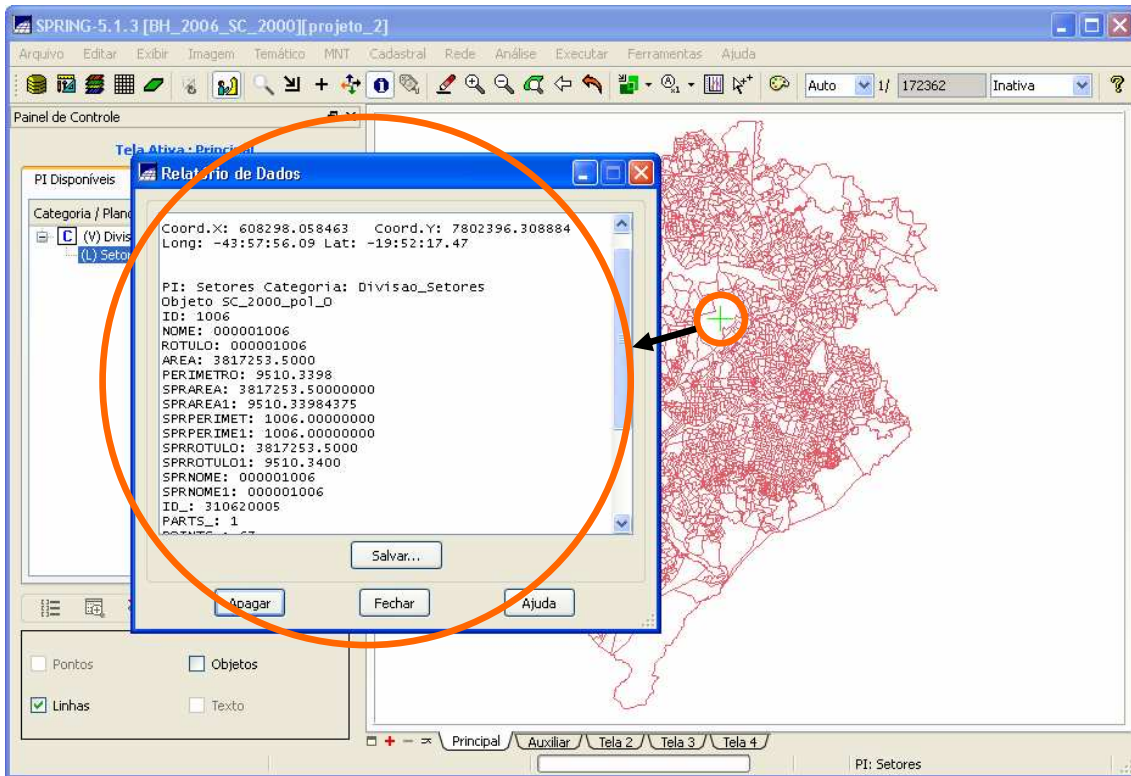 SPRING-5.1.3 [BH_2006_SC_2000][projeto_2]
Arquivo Editar Exibir Imagem Temático MNT Cadastral Rede Análise Executar Ferramentas Ajuda
Auto 1/ 172362 Inativa
Painel de Controle
Tela Ativa : Principal
PI Disponíveis
Categoria / Plano
(V) Divis
(L) Setor
Relatório de Dados
Coord.X: 608298.058463 Coord.Y: 7802396.308884
Long: -43:57:56.09 Lat: -19:52:17.47
PI: Setores Categoria: Divisao_Setores
Objeto SC_2000_pol_O
ID: 1006
NOME: 000001006
ROTULO: 000001006
AREA: 3817253.5000
PERIMETRO: 9510.3398
SPRAREA: 3817253.50000000
SPRAREA1: 9510.33984375
SPRPERIMET: 1006.00000000
SPRPERIME1: 1006.00000000
SPRROTULO: 3817253.5000
SPRROTULO1: 9510.3400
SPRNOME: 000001006
SPRNOME1: 000001006
ID_: 310620005
PARTS_: 1
Salvar...
Apagar Fechar Ajuda
Pontos Objetos
Linhas Texto
Principal Auxiliar Tela 2 Tela 3 Tela 4
PI: Setores